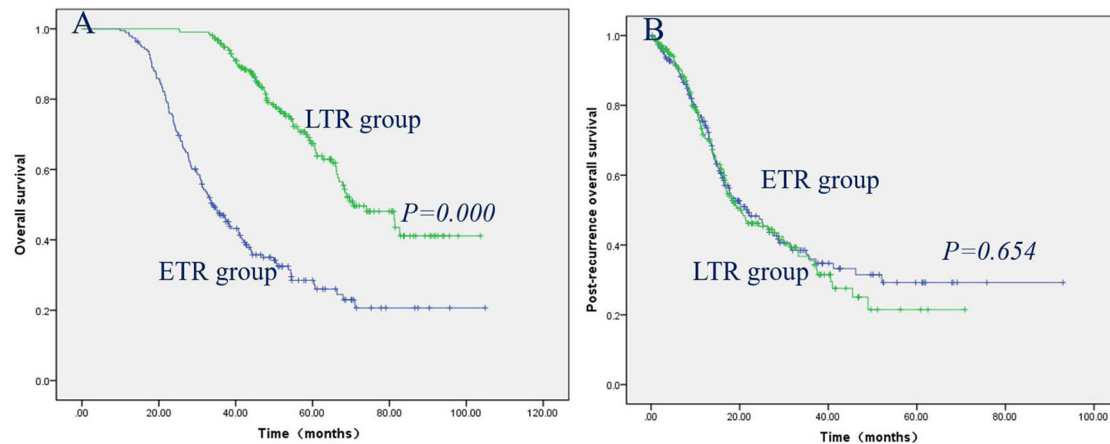 A
Overall survival
1.0
0.8
0.6
0.4
0.2
0.0
LTR group
P=0.000
ETR group
.00 20.00 40.00 60.00 80.00 100.00 120.00
Time (months)
B
Post-recurrence overall survival
1.0
0.8
0.6
0.4
0.2
0.0
ETR group
P=0.654
LTR group
.00 20.00 40.00 60.00 80.00 100.00
Time (months)